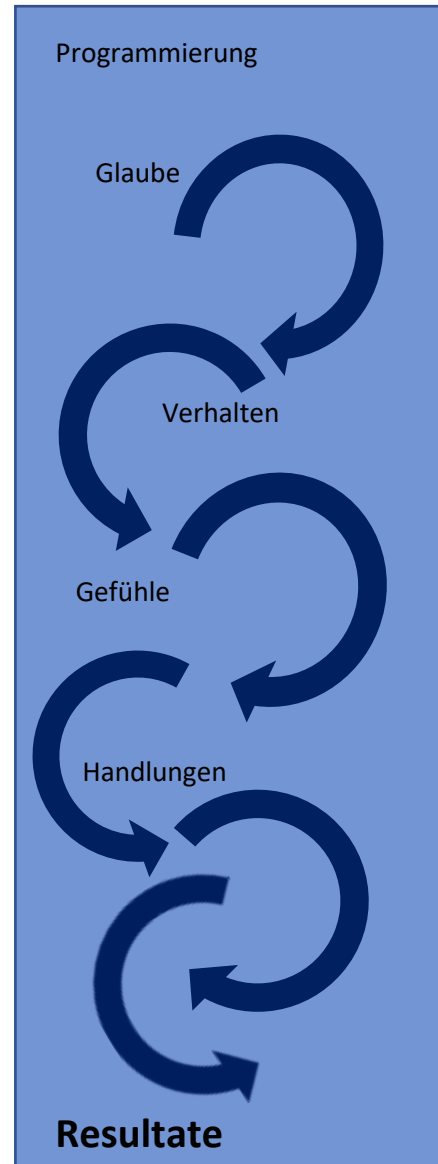 Programmierung
Glaube
Verhalten
Gefühle
Handlungen
Resultate